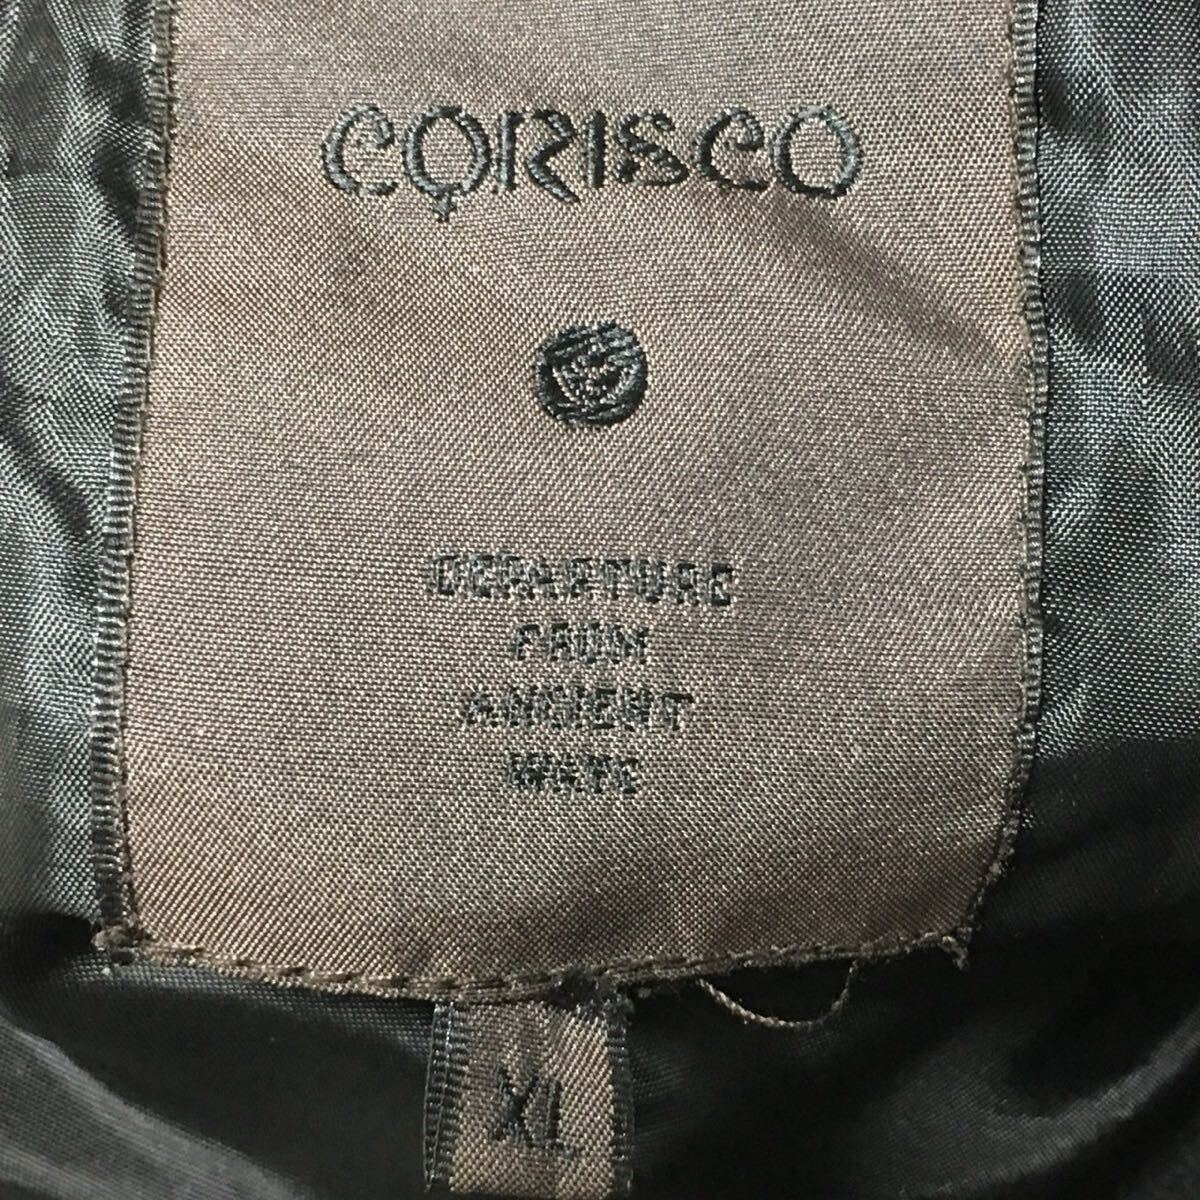 CORISCO
DEPARTURE
FROM
ANCIENT
WAYS
XL